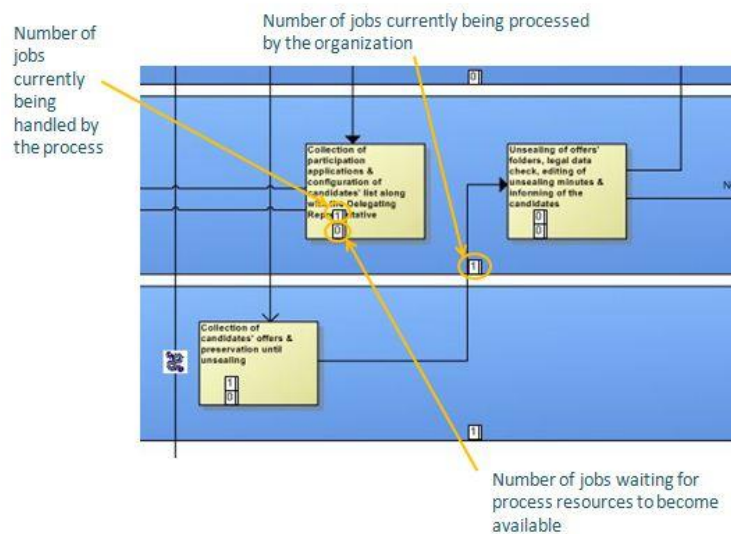 Number of
jobs
currently
being
handled by
the process
Number of jobs currently being processed
by the organization
0
Collection of
participation
applications &
configuration of
candidates' list along
with the Delegating
Representative
1
0
Unsealing of offers'
folders, legal data
check, editing of
unsealing minutes &
informing of the
candidates
0
0
N
1
Collection of
candidates' offers &
preservation until
unsealing
1
0
1
Number of jobs waiting for
process resources to become
available